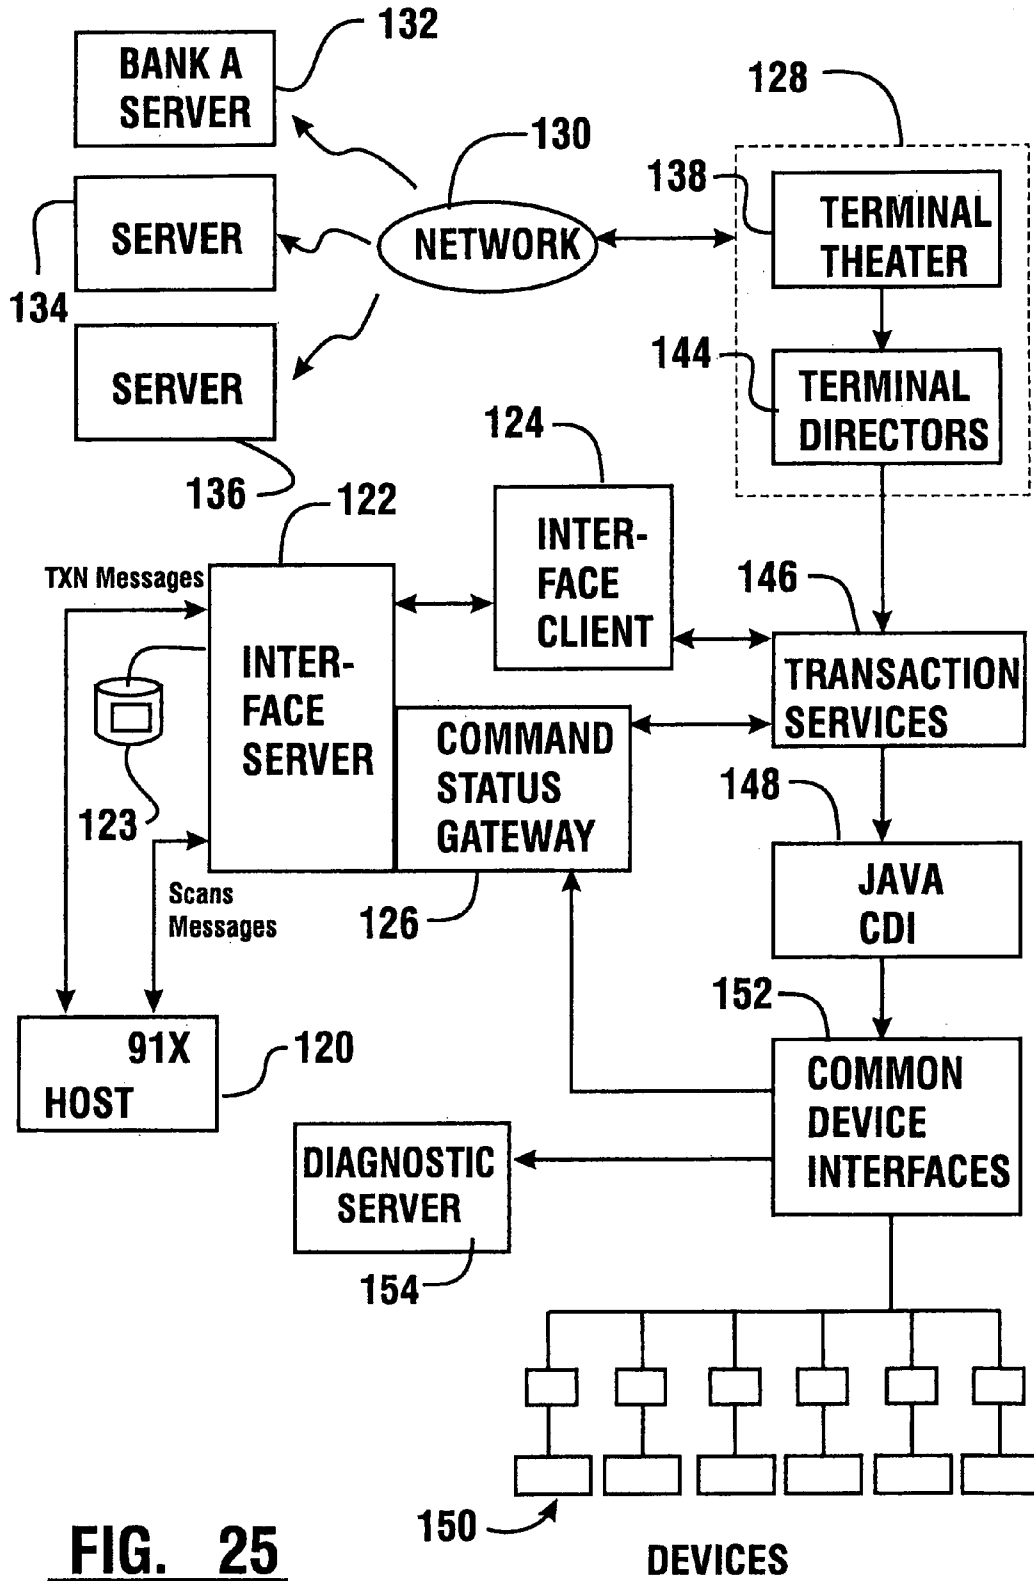 132
BANK A
SERVER
128
130
138
TERMINAL
THEATER
SERVER
NETWORK
134
144
SERVER
TERMINAL
DIRECTORS
124
136
122
INTER-
FACE
CLIENT
TXN Messages
146
INTER-
FACE
SERVER
TRANSACTION
SERVICES
COMMAND
STATUS
GATEWAY
148
123
JAVA
CDI
Scans
Messages
126
152
91X
HOST
120
COMMON
DEVICE
INTERFACES
DIAGNOSTIC
SERVER
154
150
DEVICES
FIG. 25